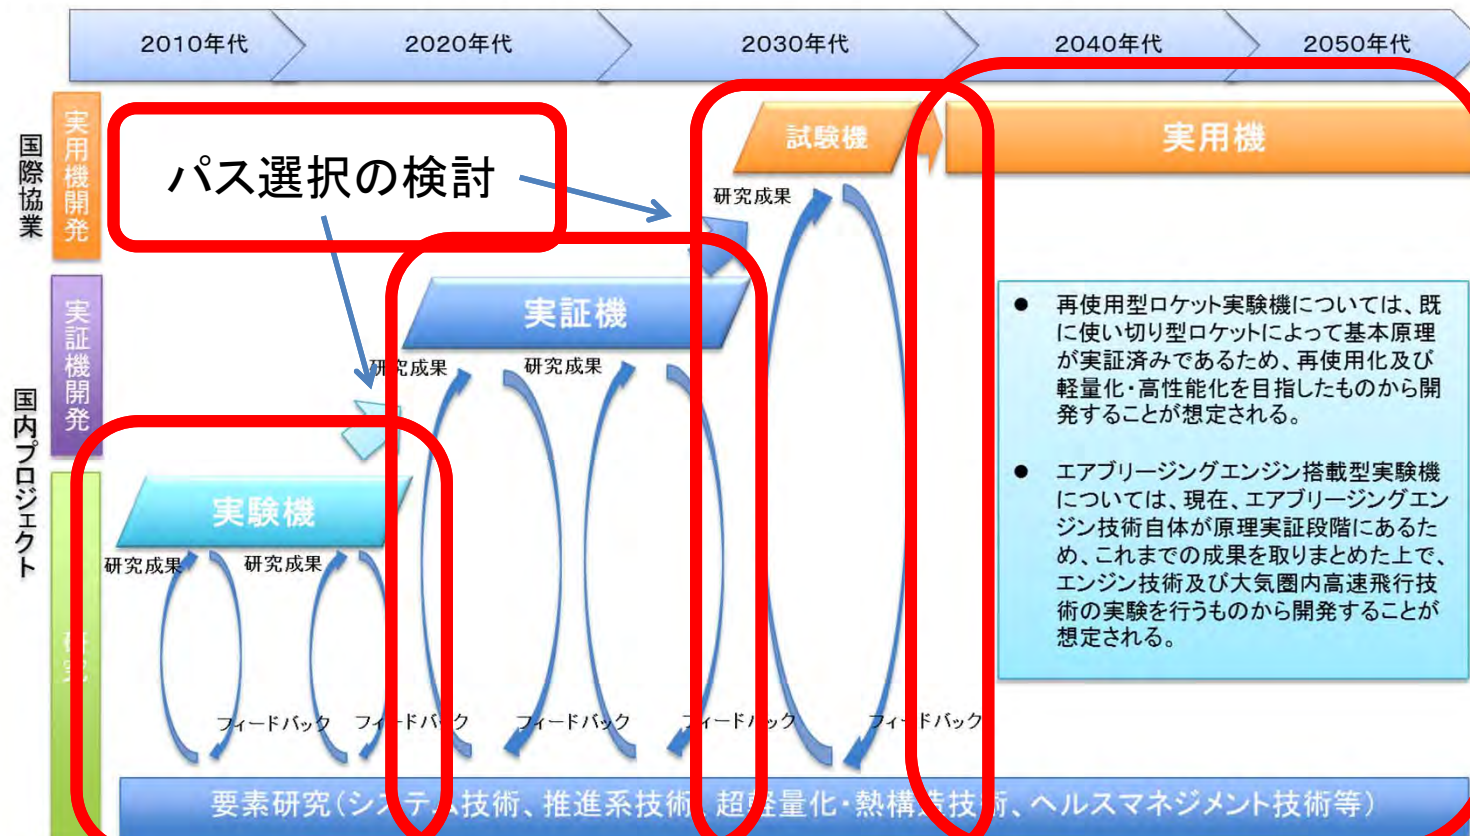 2010年代
2020年代
2030年代
2040年代
2050年代
国際協業
実用機開発
パス選択の検討
試験機
実用機
研究成果
実証機開発
実証機
研究成果
研究成果
国内プロジェクト
研究
実験機
研究成果
研究成果
● 再使用型ロケット実験機については、既
に使い切り型ロケットによって基本原理
が実証済みであるため、再使用化及び
軽量化・高性能化を目指したものから開
発することが想定される。
● エアブリージングエンジン搭載型実験機
については、現在、エアブリージングエン
ジン技術自体が原理実証段階にあるた
め、これまでの成果を取りまとめた上で、
エンジン技術及び大気圏内高速飛行技
術の実験を行うものから開発することが
想定される。
フィードバック
フィードバック
フィードバック
フィードバック
フィードバック
要素研究(システム技術、推進系技術、超軽量化・熱構造技術、ヘルスマネジメント技術等)